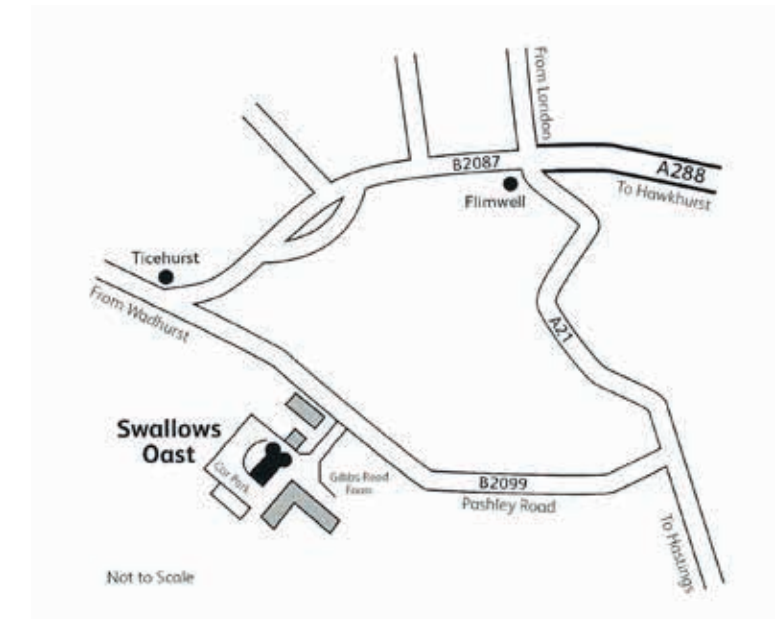 From London
B2087
A288
To Hawkhurst
Flimwell
Ticehurst
From Wadhurst
A21
Swallows
Oast
Car Park
Gibbs Reed
Farm
B2099
Pashley Road
To Hastings
Not to Scale